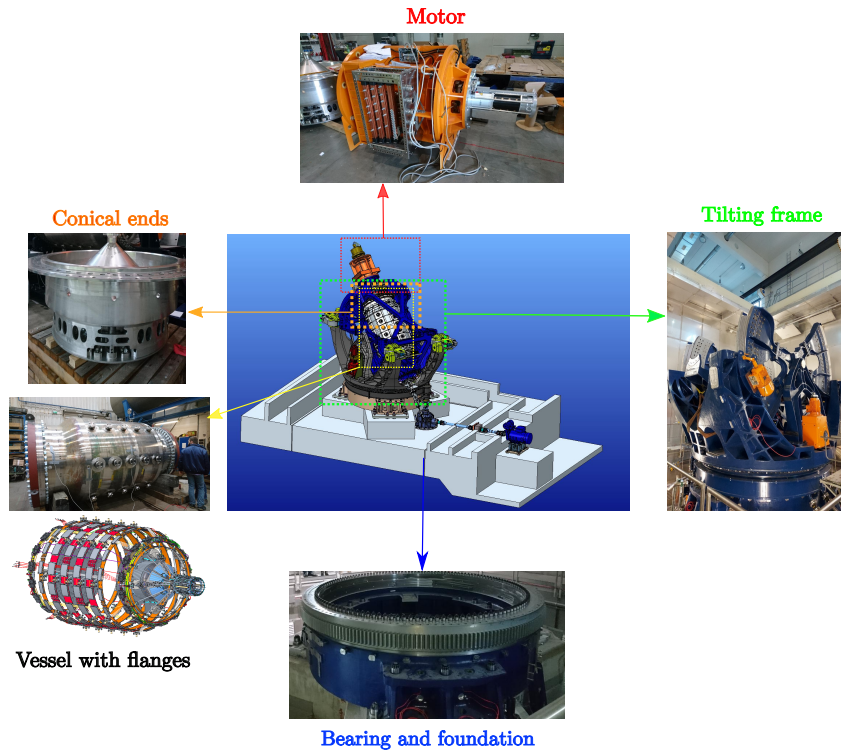 Motor
Conical ends
Tilting frame
Vessel with flanges
Bearing and foundation